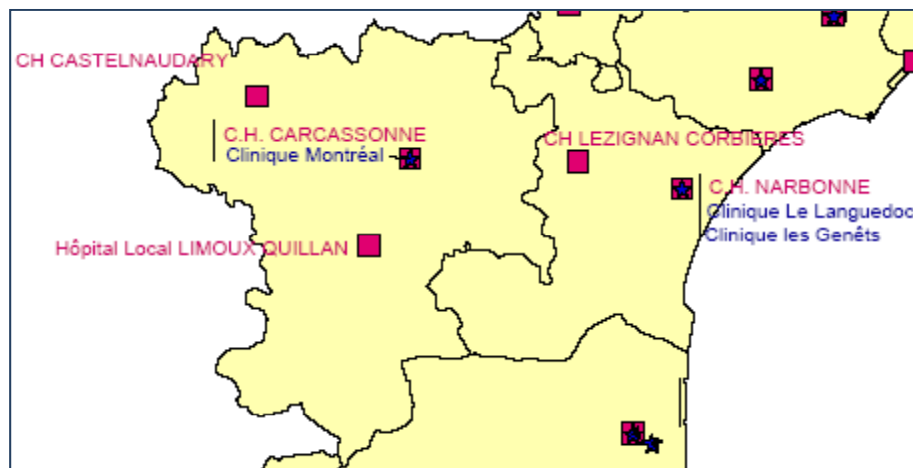 CH CASTELNAUDARY
C.H. CARCASSONNE
Clinique Montréal
CH LEZIGNAN CORBIERES
C.H. NARBONNE
Clinique Le Languedoc
Clinique les Genêts
Hôpital Local LIMOUX QUILLAN